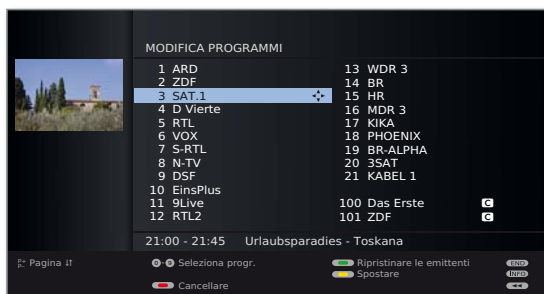 MODIFICA PROGRAMMI
1 ARD
2 ZDF
3 SAT.1
4 D Vierte
5 RTL
6 VOX
7 S-RTL
8 N-TV
9 DSF
10 EinsPlus
11 9Live
12 RTL2
13 WDR 3
14 BR
15 HR
16 MDR 3
17 KIKA
18 PHOENIX
19 BR-ALPHA
20 3SAT
21 KABEL 1
100 Das Erste C
101 ZDF C
21:00 - 21:45 Urlaubsparadies - Toskana
P+ P- Pagina ↓↑
0-9 Seleziona progr.
Cancellare
Ripristinare le emittenti
Spostare
END
INFO